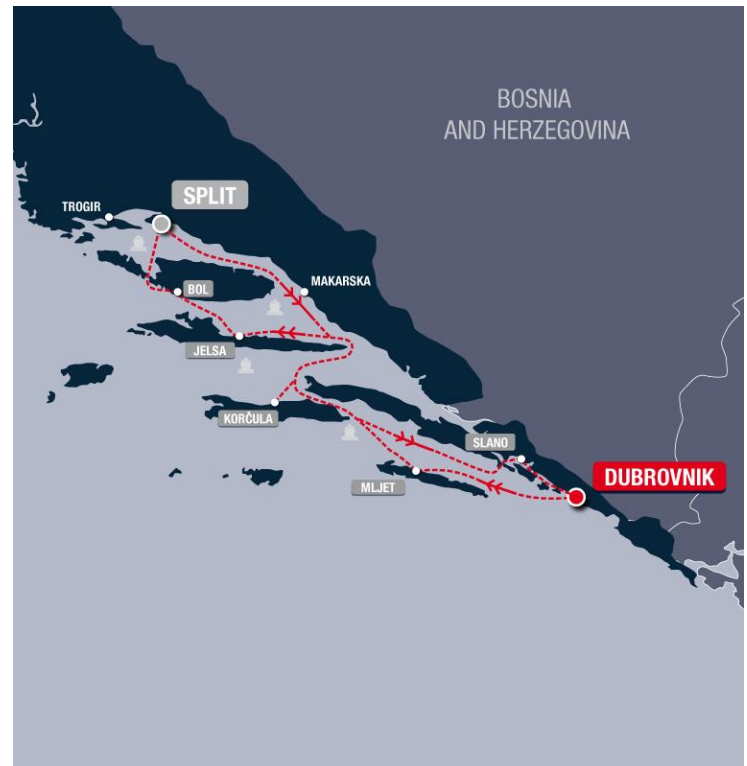 BOSNIA
AND HERZEGOVINA
SPLIT
TROGIR
MAKARSKA
BOL
JELSA
KORČULA
SLANO
DUBROVNIK
MLJET